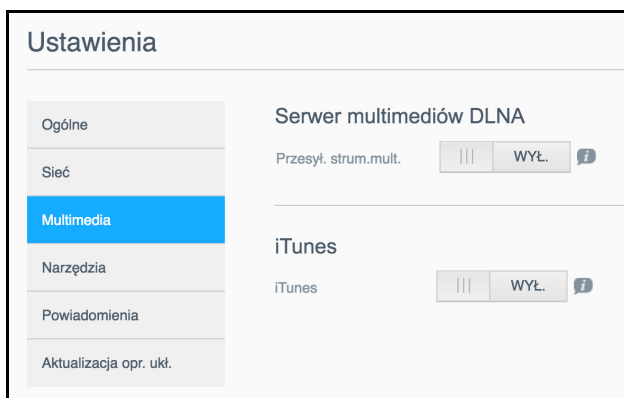 Ustawienia
Ogólne
Sieć
Multimedia
Narzędzia
Powiadomienia
Aktualizacja opr. ukł.
Serwer multimediów DLNA
Przesył. strum.mult. WYŁ.
iTunes
iTunes WYŁ.